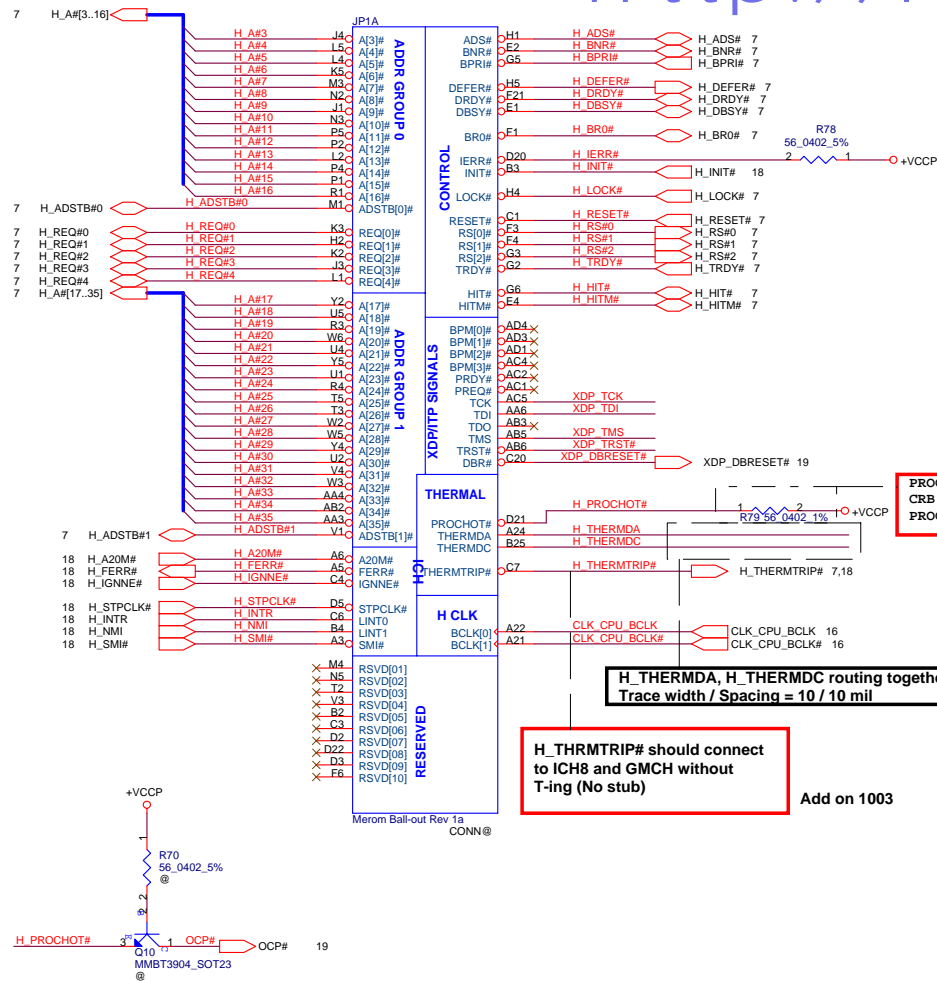 7 H_A#[3..16]
JP1A
H_A#3 J4 A[3]#
H_A#4 L5 A[4]#
H_A#5 L4 A[5]#
H_A#6 K5 A[6]#
H_A#7 M3 A[7]#
H_A#8 N2 A[8]#
H_A#9 J1 A[9]#
H_A#10 N3 A[10]#
H_A#11 P5 A[11]#
H_A#12 P2 A[12]#
H_A#13 L2 A[13]#
H_A#14 P4 A[14]#
H_A#15 P1 A[15]#
H_A#16 R1 A[16]#
7 H_ADSTB#0 H_ADSTB#0 M1 ADSTB[0]#
ADDR GROUP 0
7 H_REQ#0 H_REQ#0 K3 REQ[0]#
7 H_REQ#1 H_REQ#1 H2 REQ[1]#
7 H_REQ#2 H_REQ#2 K2 REQ[2]#
7 H_REQ#3 H_REQ#3 J3 REQ[3]#
7 H_REQ#4 H_REQ#4 L1 REQ[4]#
7 H_A#[17..35]
H_A#17 Y2 A[17]#
H_A#18 U5 A[18]#
H_A#19 R3 A[19]#
H_A#20 W6 A[20]#
H_A#21 U4 A[21]#
H_A#22 Y5 A[22]#
H_A#23 U1 A[23]#
H_A#24 R4 A[24]#
H_A#25 T5 A[25]#
H_A#26 T3 A[26]#
H_A#27 W2 A[27]#
H_A#28 W5 A[28]#
H_A#29 Y4 A[29]#
H_A#30 U2 A[30]#
H_A#31 V4 A[31]#
H_A#32 W3 A[32]#
H_A#33 AA4 A[33]#
H_A#34 AB2 A[34]#
H_A#35 AA3 A[35]#
7 H_ADSTB#1 H_ADSTB#1 V1 ADSTB[1]#
ADDR GROUP 1
18 H_A20M# H_A20M# A6 A20M#
18 H_FERR# H_FERR# A5 FERR#
18 H_IGNNE# H_IGNNE# C4 IGNNE#
ICH
18 H_STPCLK# H_STPCLK# D5 STPCLK#
18 H_INTR H_INTR C6 LINT0
18 H_NMI H_NMI B4 LINT1
18 H_SMI# H_SMI# A3 SMI#
M4 RSVD[01]
N5 RSVD[02]
T2 RSVD[03]
V3 RSVD[04]
B2 RSVD[05]
C3 RSVD[06]
D2 RSVD[07]
D22 RSVD[08]
D3 RSVD[09]
F6 RSVD[10]
RESERVED
Merom Ball-out Rev 1a
CONN@
CONTROL
ADS# H1 H_ADS# H_ADS# 7
BNR# E2 H_BNR# H_BNR# 7
BPRI# G5 H_BPRI# H_BPRI# 7
DEFER# H5 H_DEFER# H_DEFER# 7
DRDY# F21 H_DRDY# H_DRDY# 7
DBSY# E1 H_DBSY# H_DBSY# 7
BR0# F1 H_BR0# H_BR0# 7
R78
56_0402_5%
IERR# D20 H_IERR# 2 1 +VCCP
INIT# B3 H_INIT# H_INIT# 18
LOCK# H4 H_LOCK# H_LOCK# 7
RESET# C1 H_RESET# H_RESET# 7
RS[0]# F3 H_RS#0 H_RS#0 7
RS[1]# F4 H_RS#1 H_RS#1 7
RS[2]# G3 H_RS#2 H_RS#2 7
TRDY# G2 H_TRDY# H_TRDY# 7
HIT# G6 H_HIT# H_HIT# 7
HITM# E4 H_HITM# H_HITM# 7
XDP/ITP SIGNALS
BPM[0]# AD4
BPM[1]# AD3
BPM[2]# AD1
BPM[3]# AC4
PRDY# AC2
PREQ# AC1
TCK AC5 XDP_TCK
TDI AA6 XDP_TDI
TDO AB3
TMS AB5 XDP_TMS
TRST# AB6 XDP_TRST#
DBR# C20 XDP_DBRESET# XDP_DBRESET# 19
THERMAL
PROCHOT# D21 H_PROCHOT# 1 2 +VCCP
R79 56_0402_1%
THERMDA A24 H_THERMDA
THERMDC B25 H_THERMDC
THERMTRIP# C7 H_THERMTRIP# H_THERMTRIP# 7,18
H CLK
BCLK[0] A22 CLK_CPU_BCLK CLK_CPU_BCLK 16
BCLK[1] A21 CLK_CPU_BCLK# CLK_CPU_BCLK# 16
CRB
H_THERMDA, H_THERMDC routing togethe
Trace width / Spacing = 10 / 10 mil
H_THRMTRIP# should connect
to ICH8 and GMCH without
T-ing (No stub)
Add on 1003
+VCCP
1
R70
56_0402_5%
@
2
H_PROCHOT# 3 1 OCP# OCP# 19
Q10
MMBT3904_SOT23
@